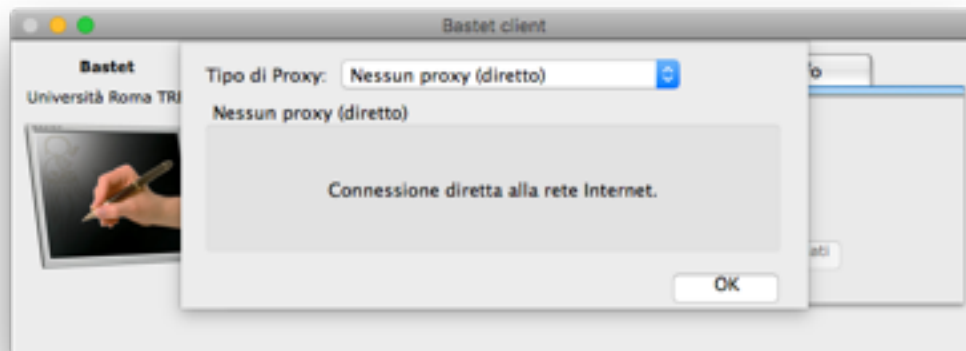 Bastet client
Bastet
Università Roma TRE
Tipo di Proxy: Nessun proxy (diretto)
Nessun proxy (diretto)
Connessione diretta alla rete Internet.
OK